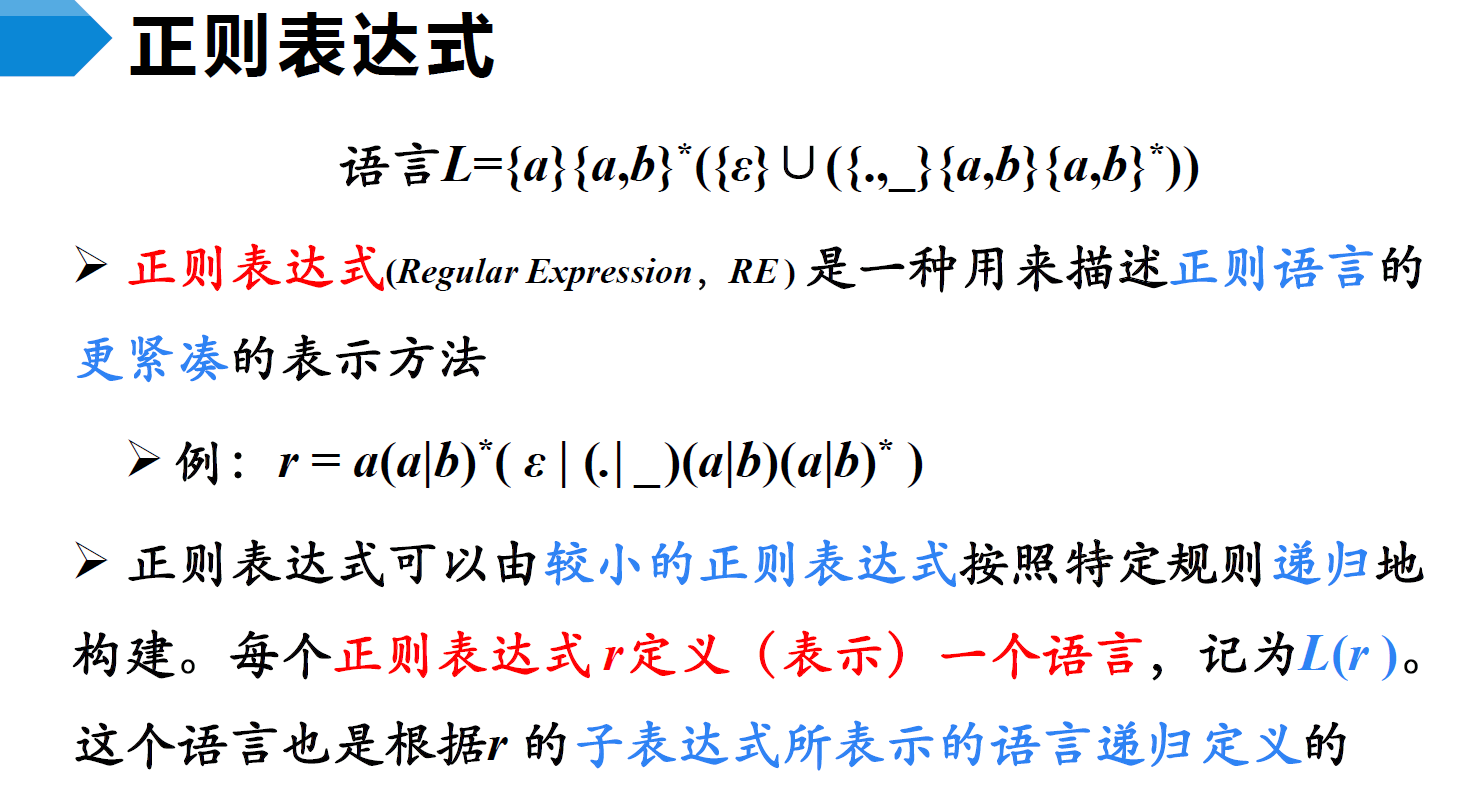 正则表达式
语言L={a}{a,b}*({ε}∪({.,_}{a,b}{a,b}*))
➢ 正则表达式(Regular Expression，RE ) 是一种用来描述正则语言的
更紧凑的表示方法
➢ 例： r = a(a|b)*( ε | (.| _ )(a|b)(a|b)* )
➢ 正则表达式可以由较小的正则表达式按照特定规则递归地
构建。每个正则表达式 r定义（表示）一个语言，记为L(r )。
这个语言也是根据r 的子表达式所表示的语言递归定义的